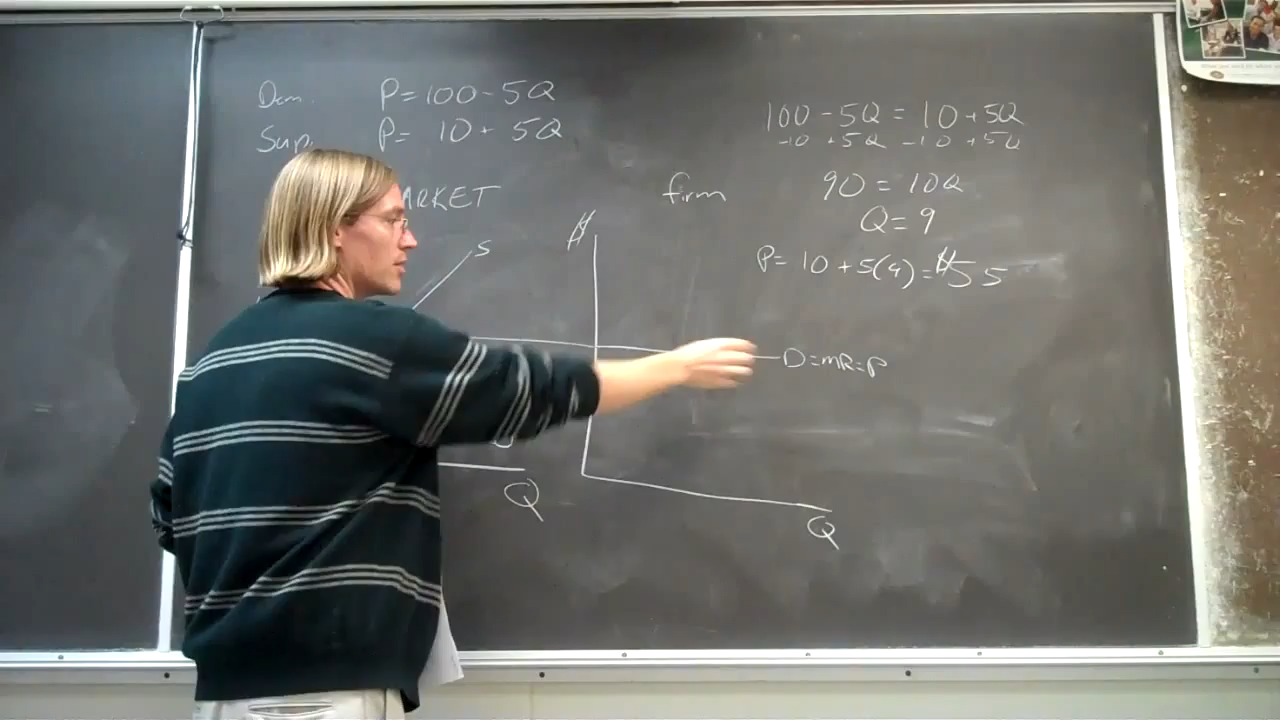 Dem. P=100-5Q
Sup. P= 10+ 5Q
ARKET
S
Q
firm
$
D=MR=P
Q
100-5Q=10+5Q
-10 +5Q -10 +5Q
90=10Q
Q=9
P= 10+5(9)=$55